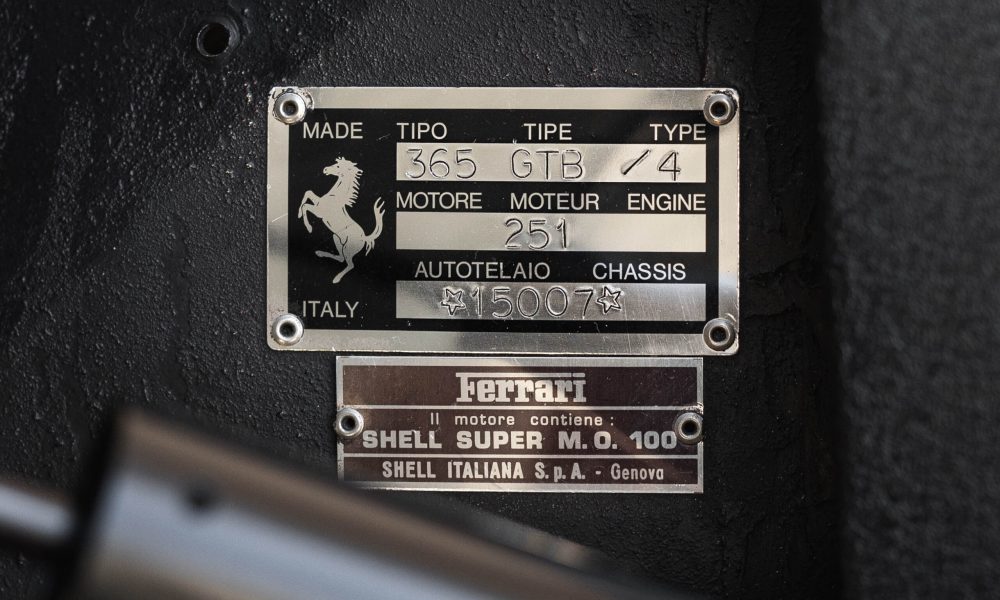 MADE TIPO TIPE TYPE
365 GTB /4
MOTORE MOTEUR ENGINE
251
AUTOTELAIO CHASSIS
ITALY ☆15007☆
Ferrari
Il motore contiene :
SHELL SUPER M.O. 100
SHELL ITALIANA S.p.A. - Genova